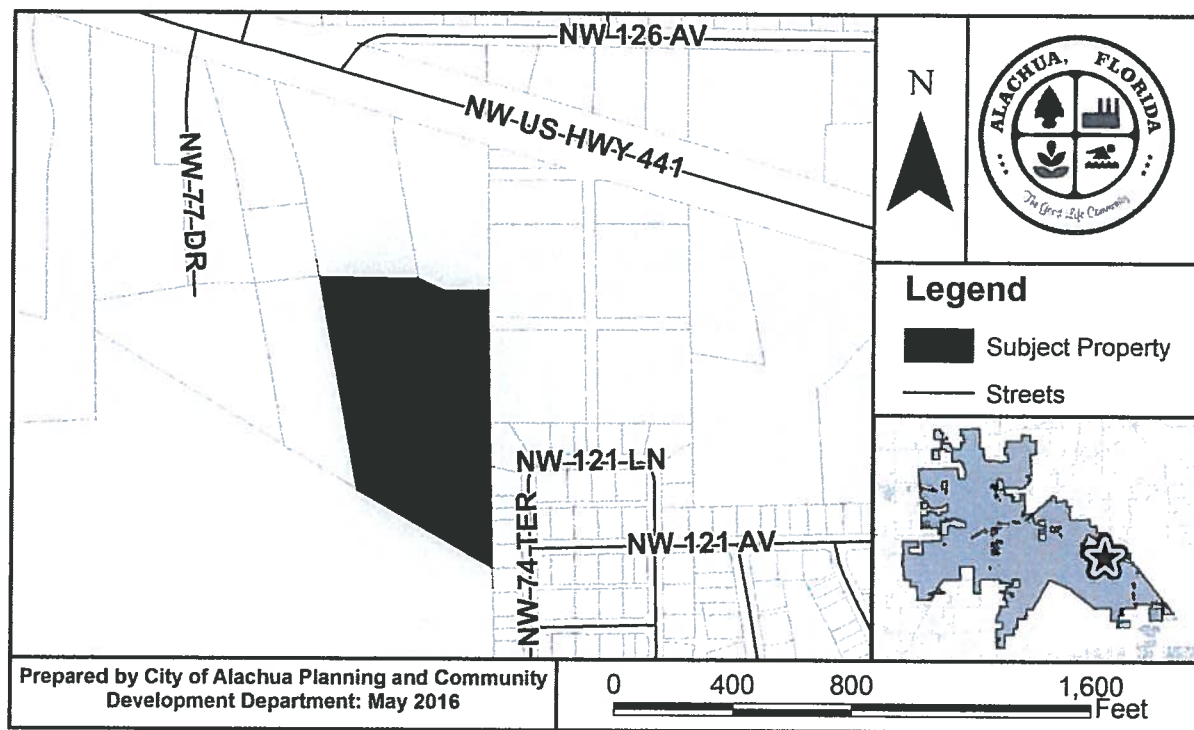 NW-126-AV
NW-US-HWY-441
NW-77-DR
NW-121-LN
NW-74-TER
NW-121-AV
N
ALACHUA, FLORIDA
The Good Life Community
Legend
Subject Property
Streets
Prepared by City of Alachua Planning and Community
Development Department: May 2016
0 400 800 1,600
Feet